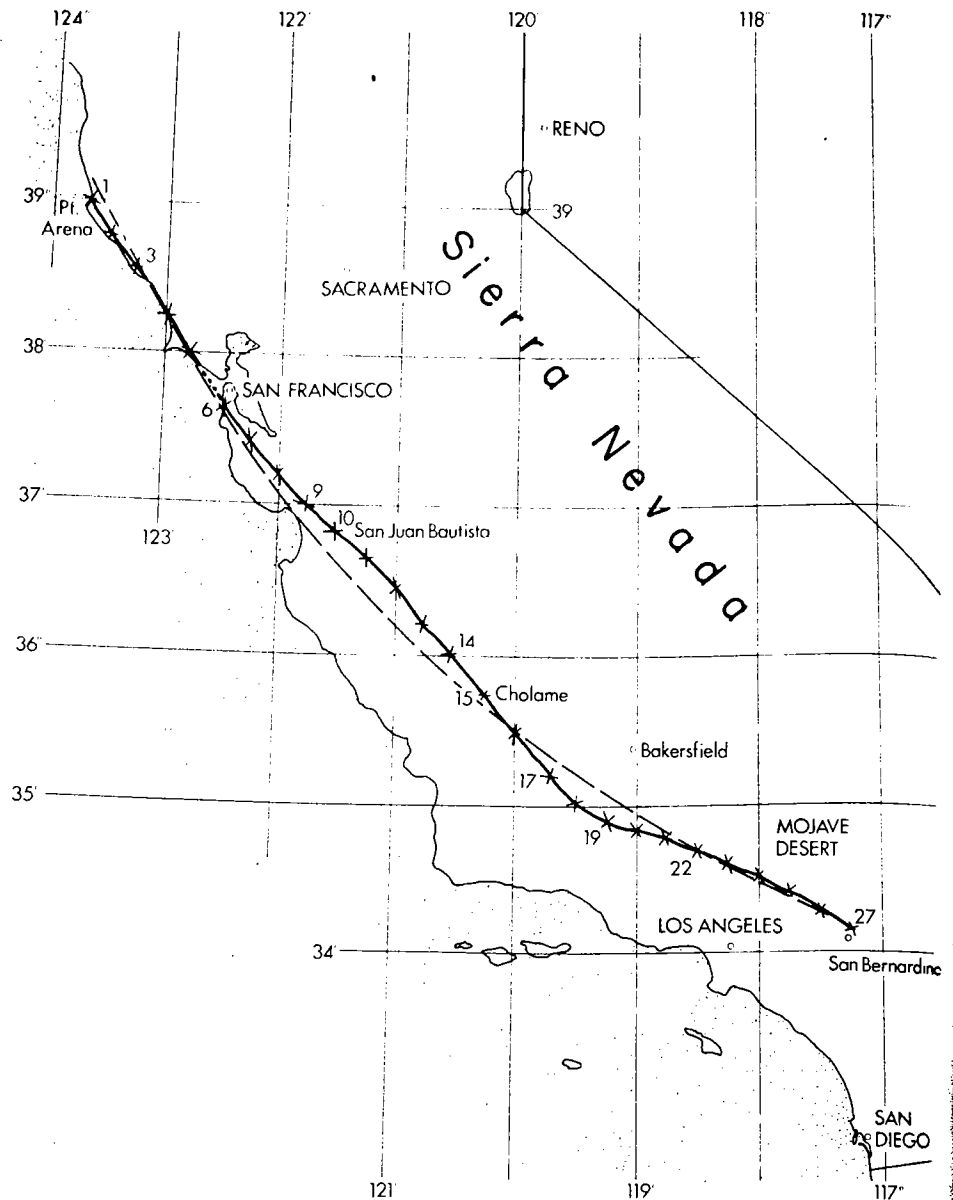 124° 122° 120° 118° 117°
RENO
1
39°
Pt.
Arena
39
3
Sierra Nevada
SACRAMENTO
38
SAN FRANCISCO
6
9
37°
10
San Juan Bautista
123
14
36°
15
Cholame
Bakersfield
17
35°
19
MOJAVE
DESERT
22
27
LOS ANGELES
34°
San Bernardino
SAN
DIEGO
121 119 117°